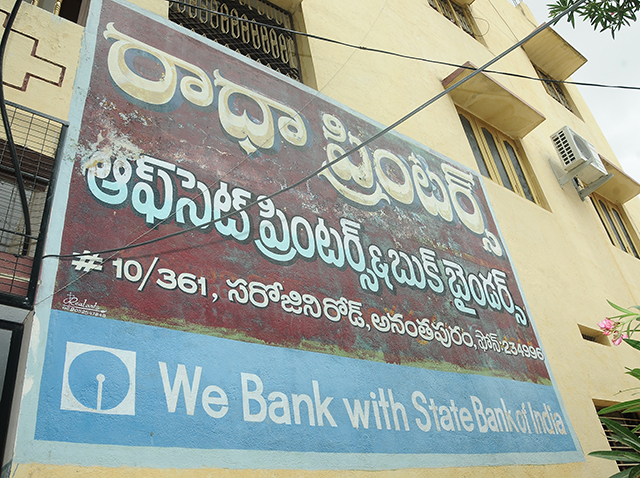 రాధా ప్రింటర్స్
ఆఫ్‌సెట్ ప్రింటర్స్ & బుక్ బైండర్స్
# 10/361, సరోజినిరోడ్, అనంతపురం, ఫోన్: 234996
We Bank with State Bank of India